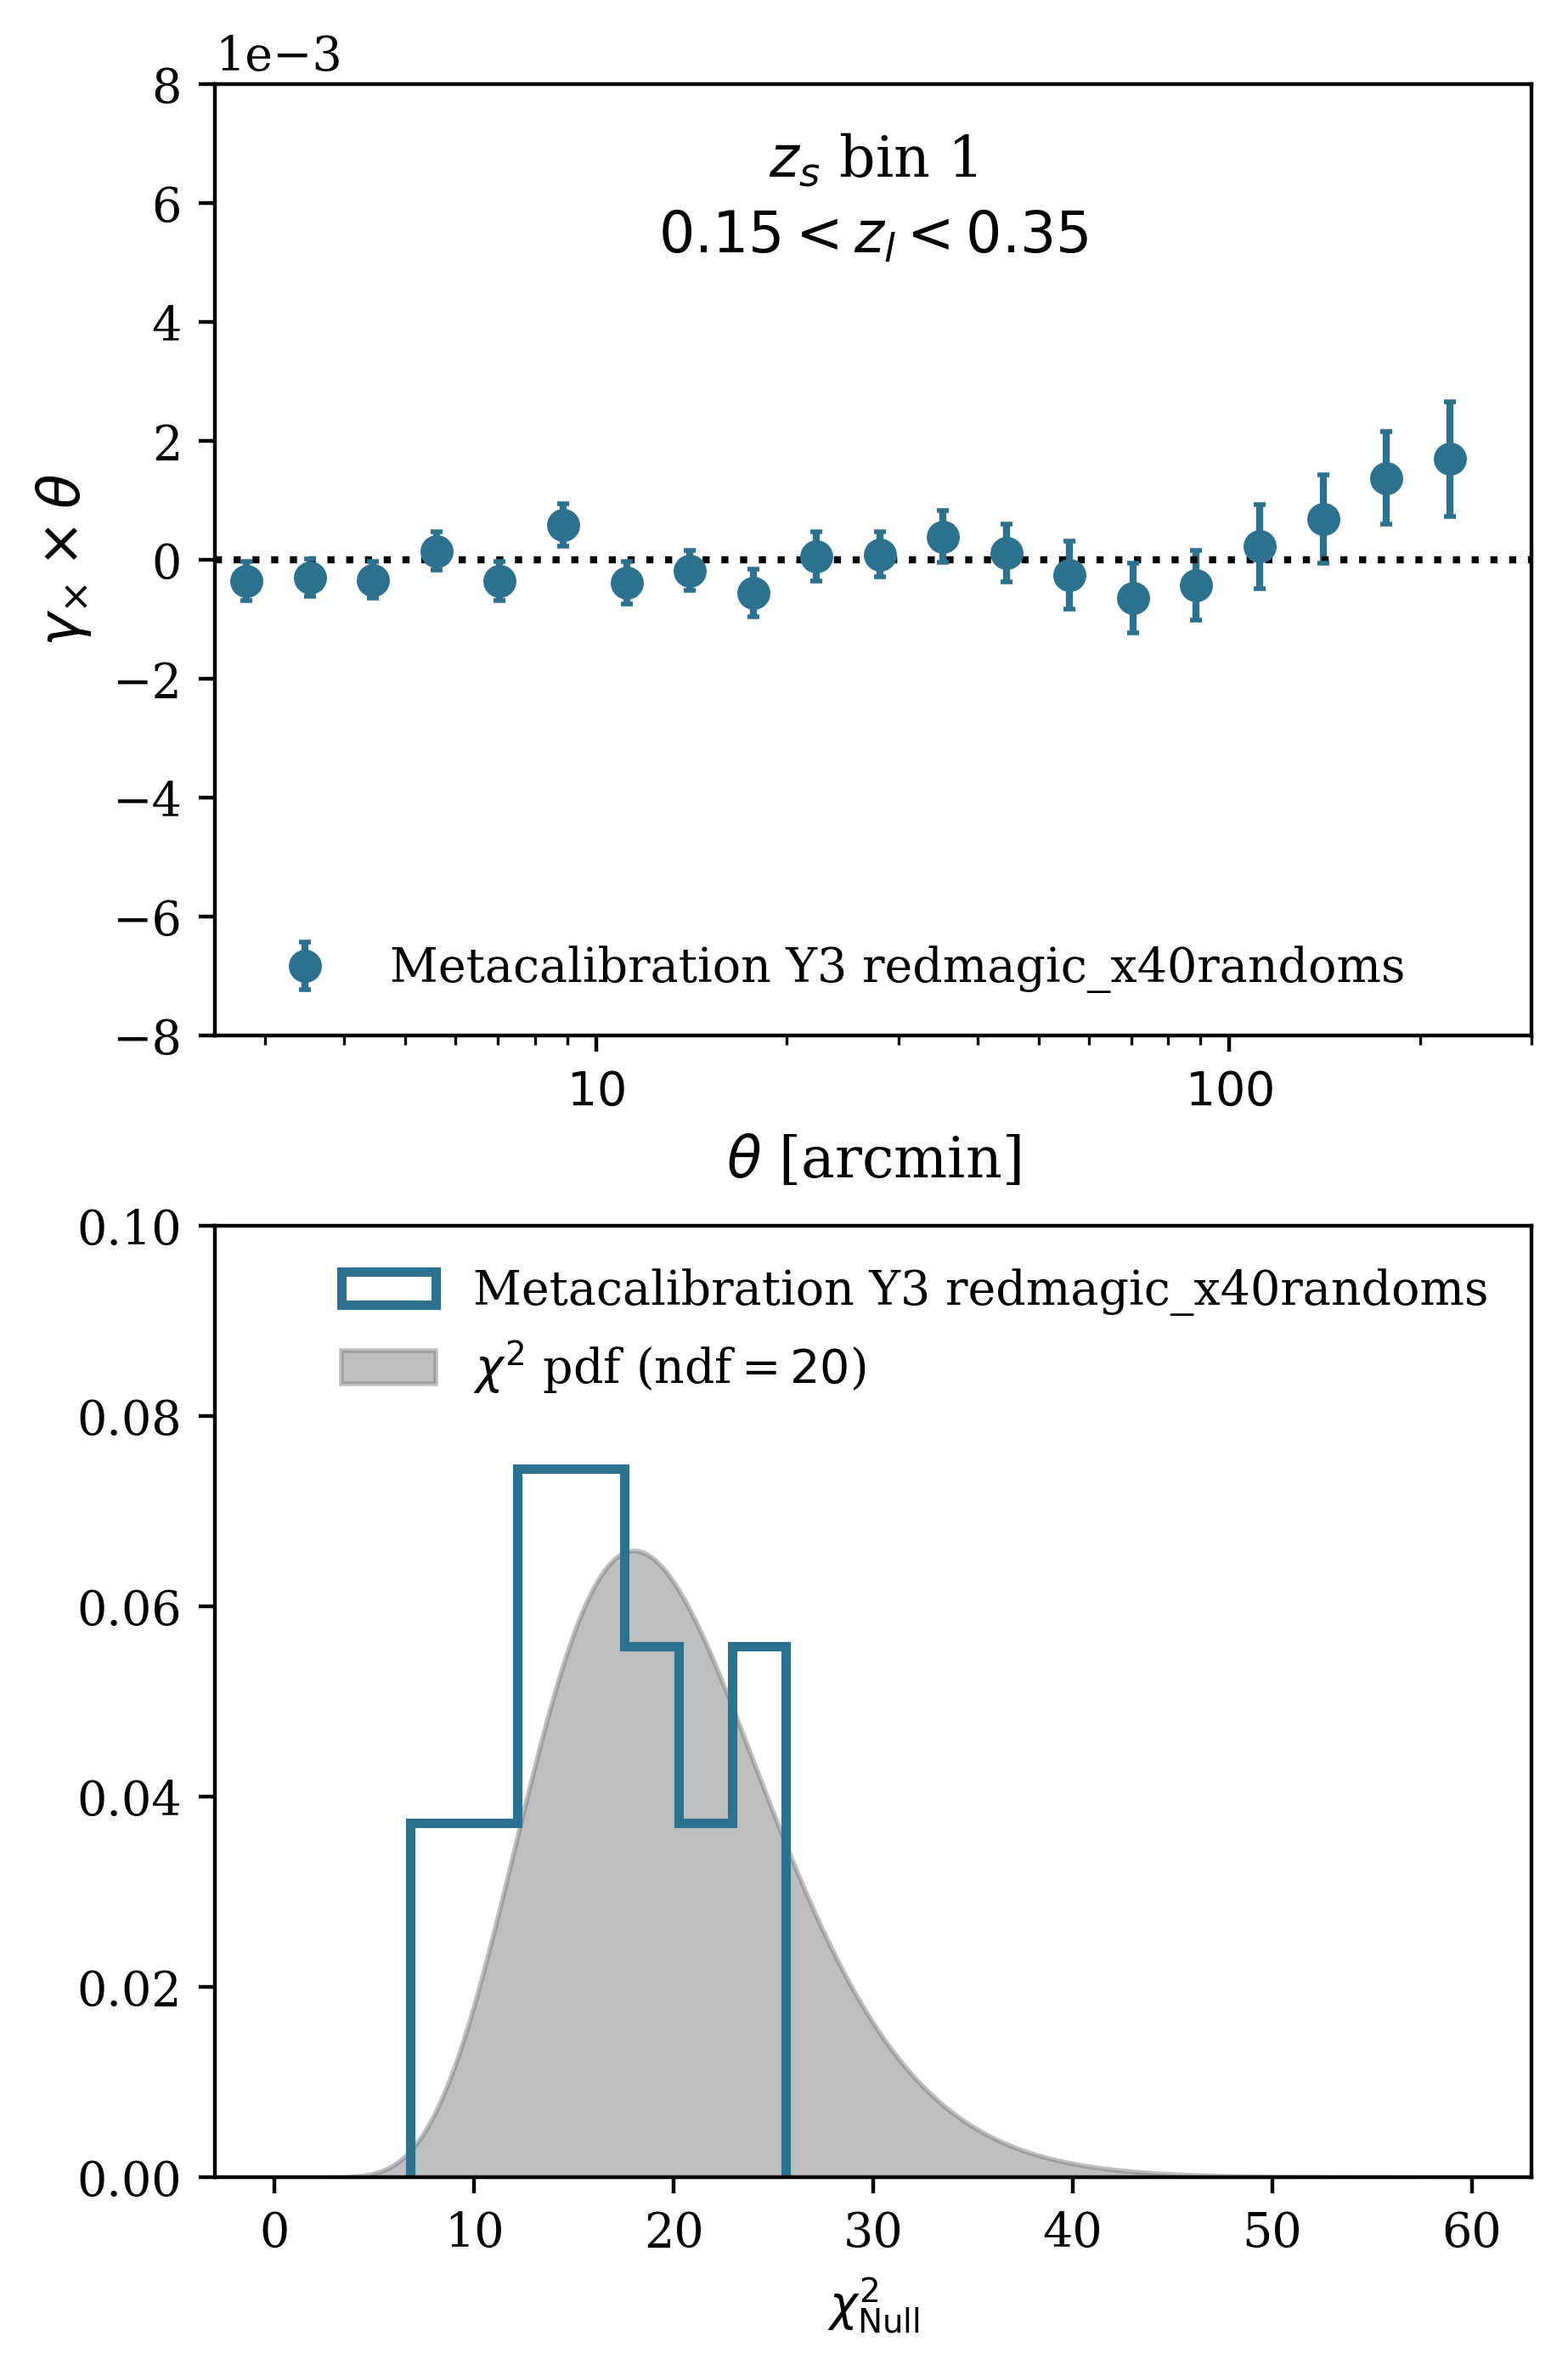 1e−3
8
6
4
2
0
−2
−4
−6
−8
γ× × θ
z_s bin 1
0.15 < z_l < 0.35
Metacalibration Y3 redmagic_x40randoms
10 100
θ [arcmin]
0.10
0.08
0.06
0.04
0.02
0.00
Metacalibration Y3 redmagic_x40randoms
χ² pdf (ndf = 20)
0 10 20 30 40 50 60
χ²_Null